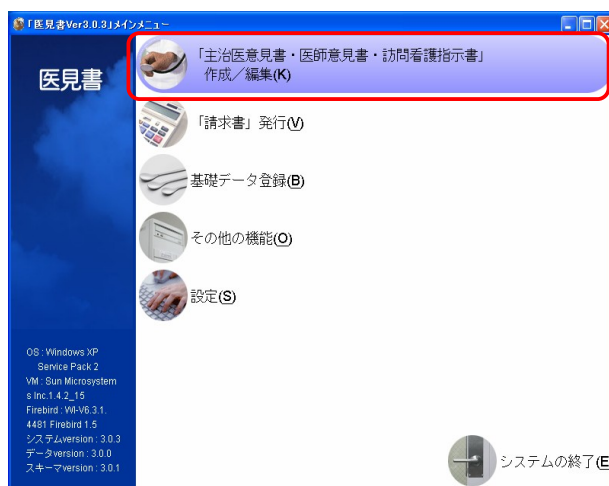 「医見書Ver3.0.3」メインメニュー
医見書
「主治医意見書・医師意見書・訪問看護指示書」
作成／編集(K)
「請求書」発行(V)
基礎データ登録(B)
その他の機能(O)
設定(S)
OS : Windows XP
Service Pack 2
VM : Sun Microsystem
s Inc.1.4.2_15
Firebird : WI-V6.3.1.
4481 Firebird 1.5
システムversion : 3.0.3
データversion : 3.0.0
スキーマversion : 3.0.1
システムの終了(E